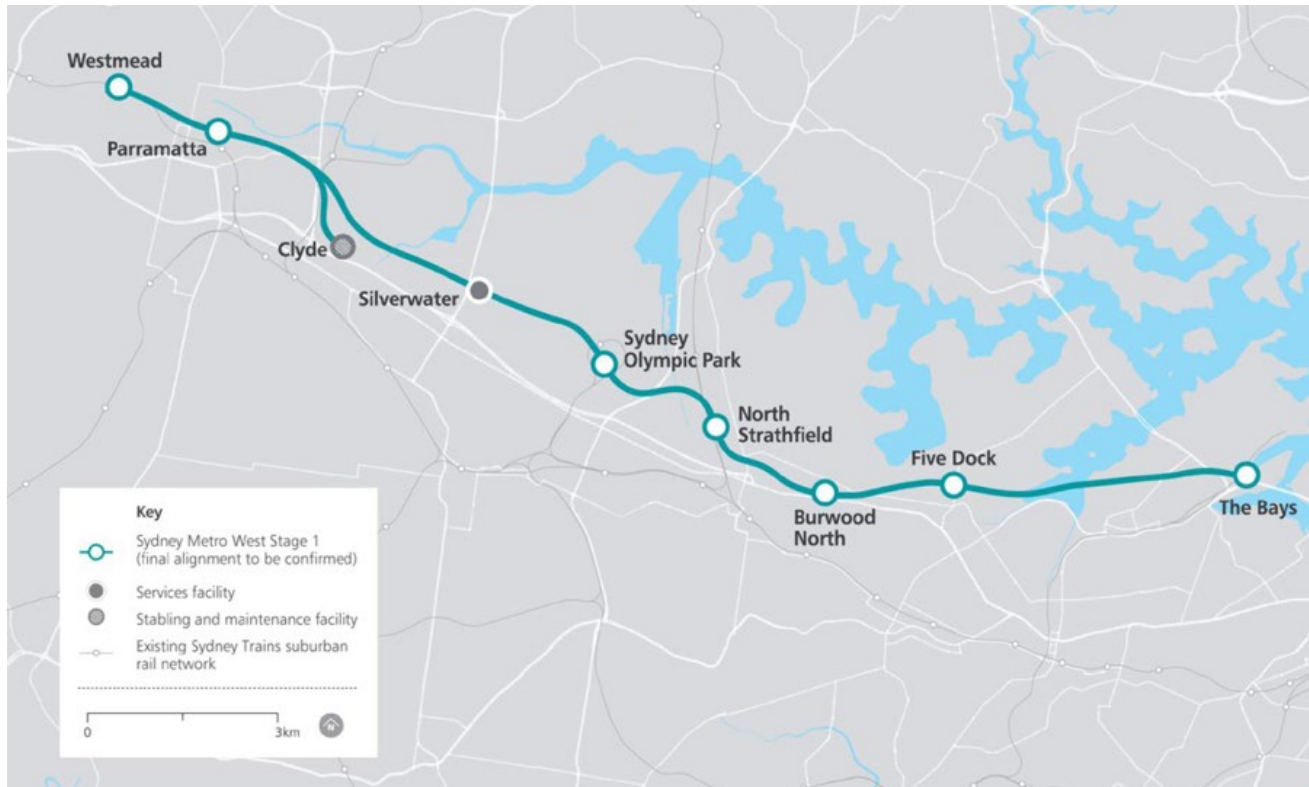 Westmead
Parramatta
Clyde
Silverwater
Sydney
Olympic Park
North
Strathfield
Five Dock
Burwood
North
The Bays
Key
Sydney Metro West Stage 1
(final alignment to be confirmed)
Services facility
Stabling and maintenance facility
Existing Sydney Trains suburban
rail network
0
3km
N